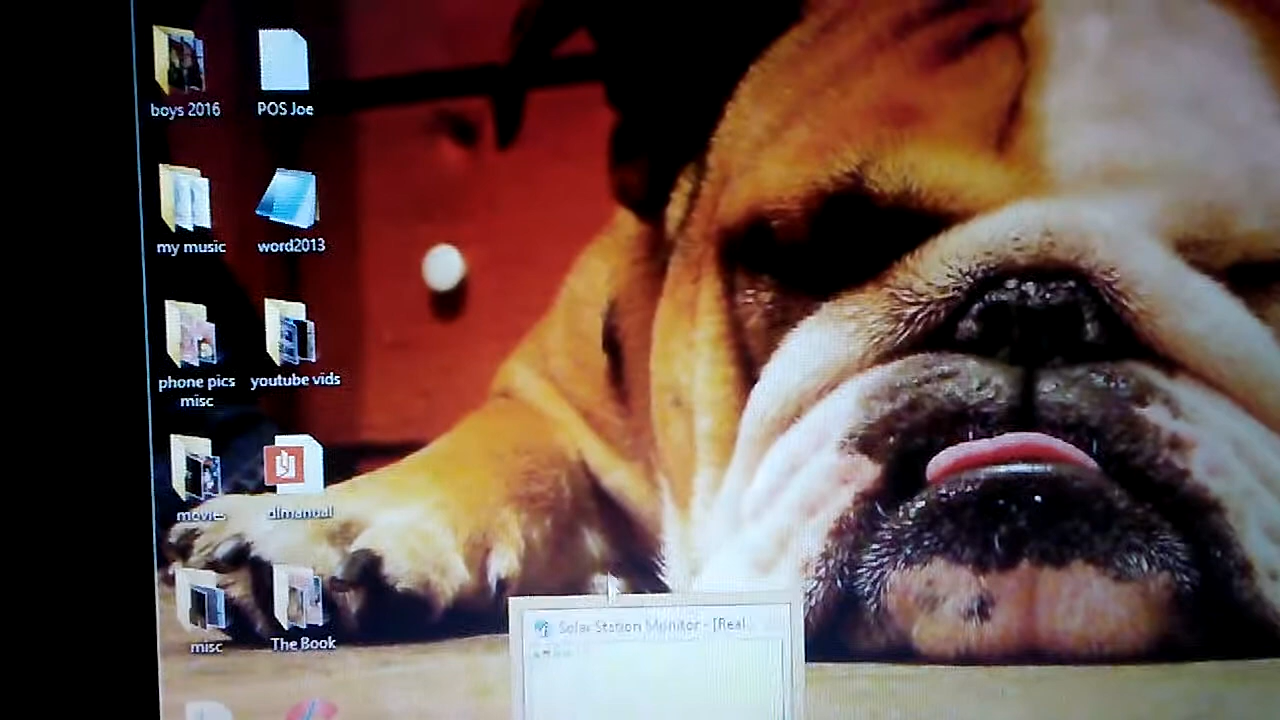 boys 2016
POS Joe
my music
word2013
phone pics
misc
youtube vids
movies
dlmanual
misc
The Book
Solar Station Monitor - [Real...